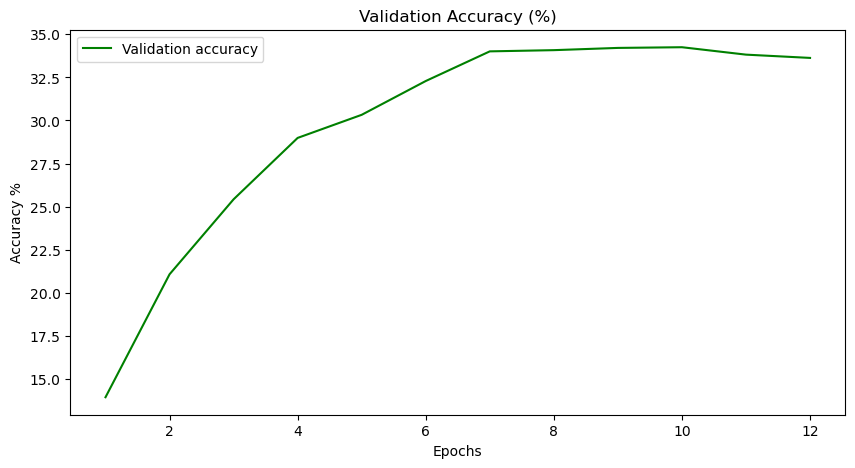 Validation Accuracy (%)
Validation accuracy
35.0
32.5
30.0
27.5
25.0
22.5
20.0
17.5
15.0
Accuracy %
2 4 6 8 10 12
Epochs